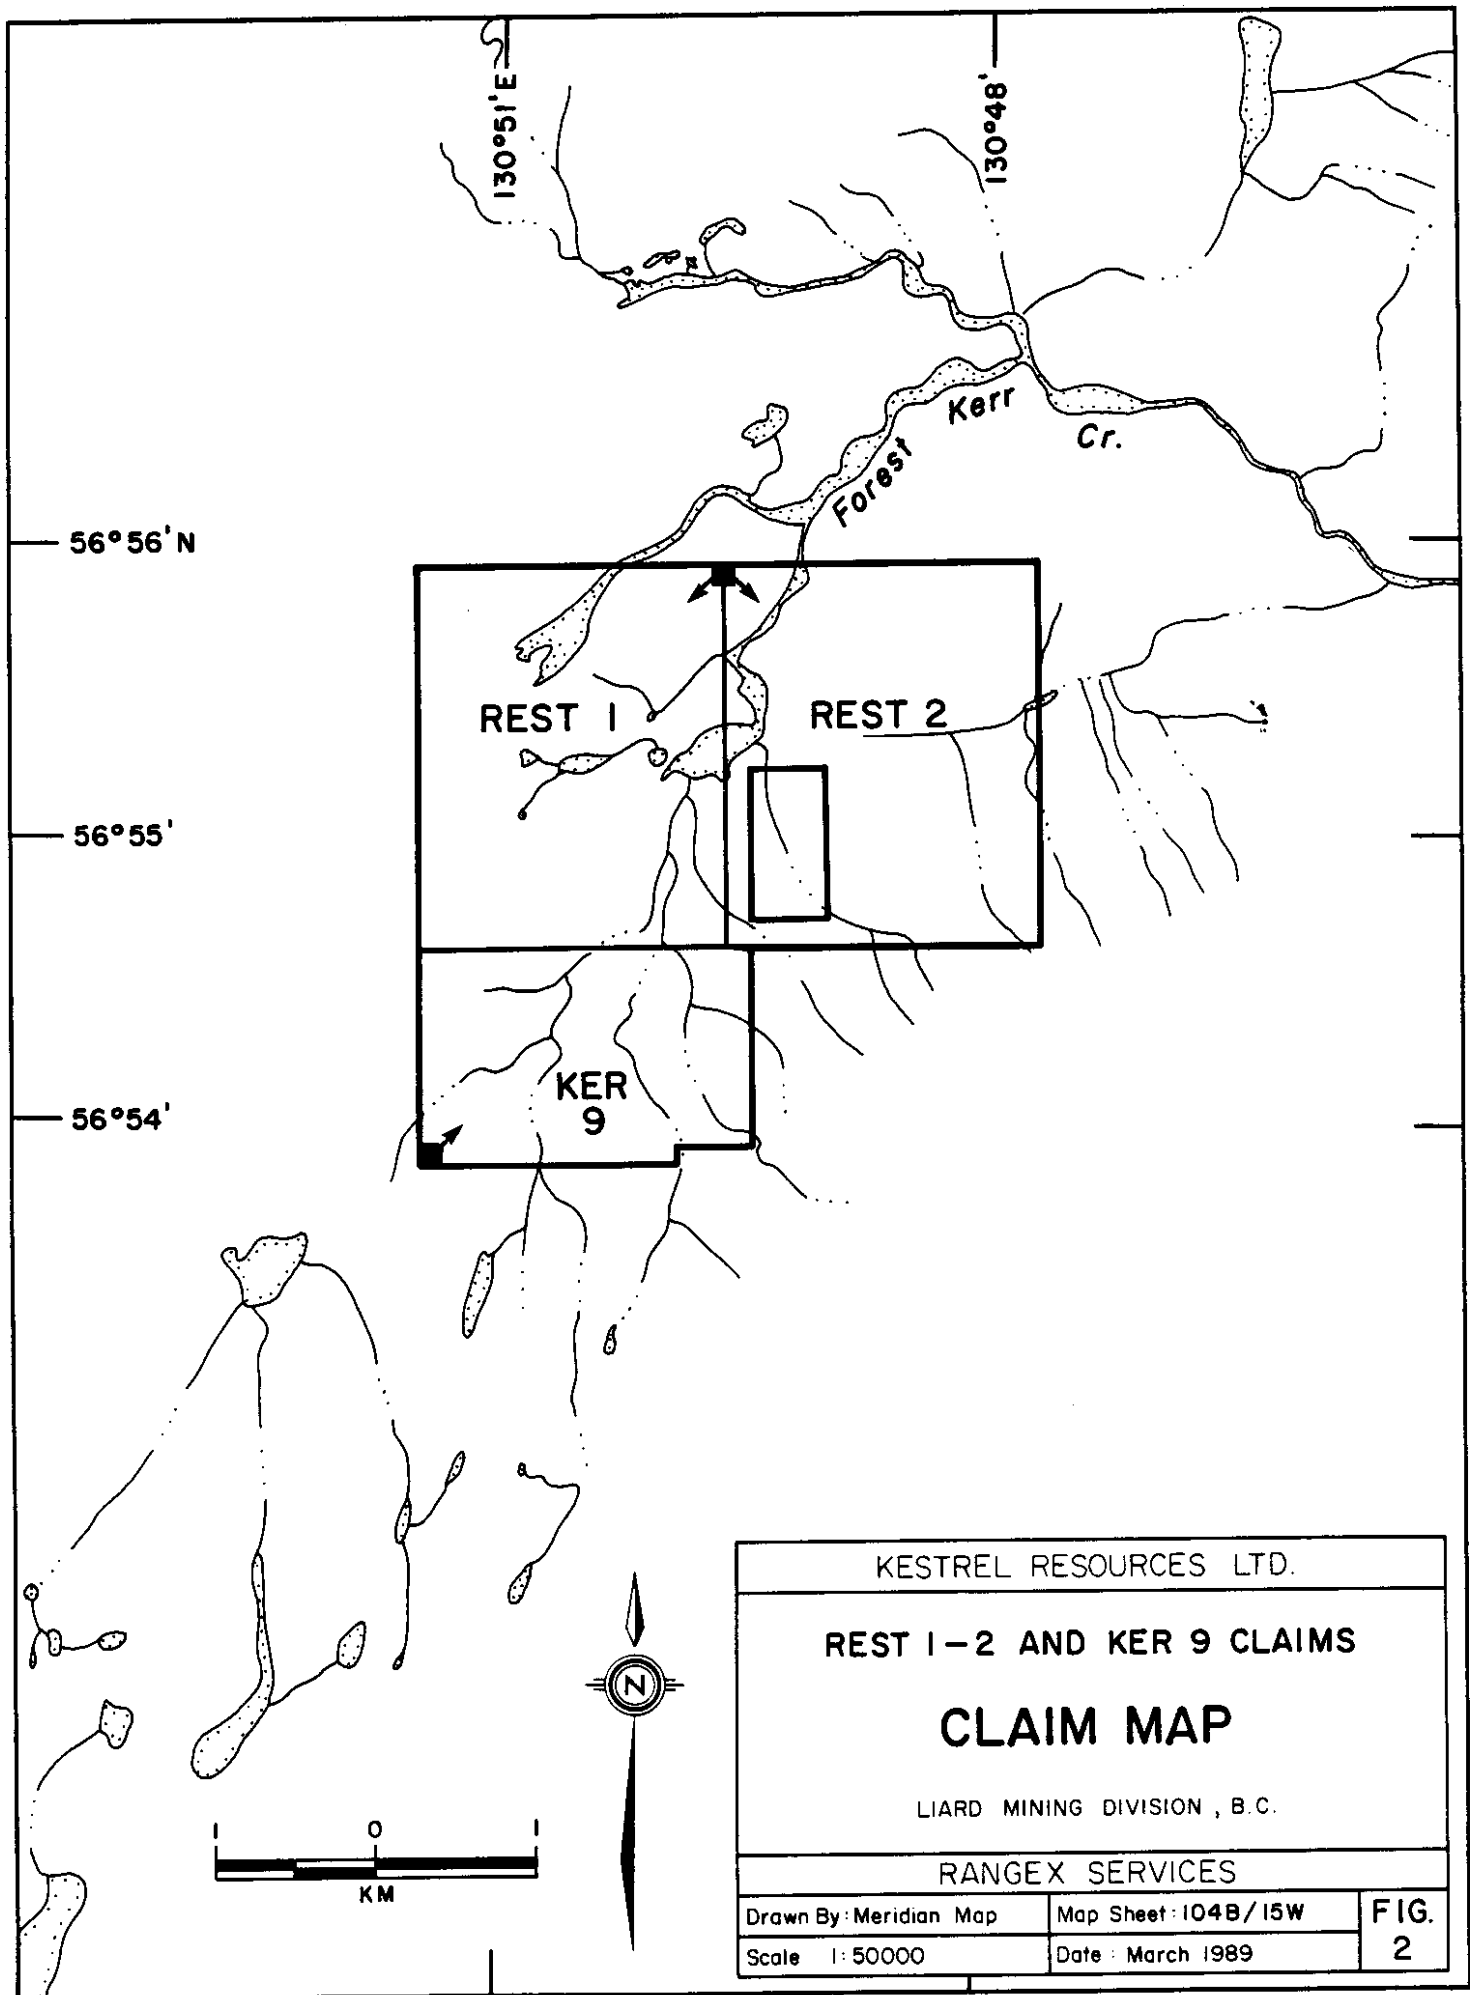 130°51'E
130°48'
Kerr
Cr.
Forest
56°56'N
REST 1
REST 2
56°55'
KER
9
56°54'
N
1 0 1
KM
KESTREL RESOURCES LTD.
REST 1-2 AND KER 9 CLAIMS
CLAIM MAP
LIARD MINING DIVISION , B.C.
RANGEX SERVICES
Drawn By: Meridian Map
Map Sheet: 104B/15W
FIG.
2
Scale 1:50000
Date: March 1989